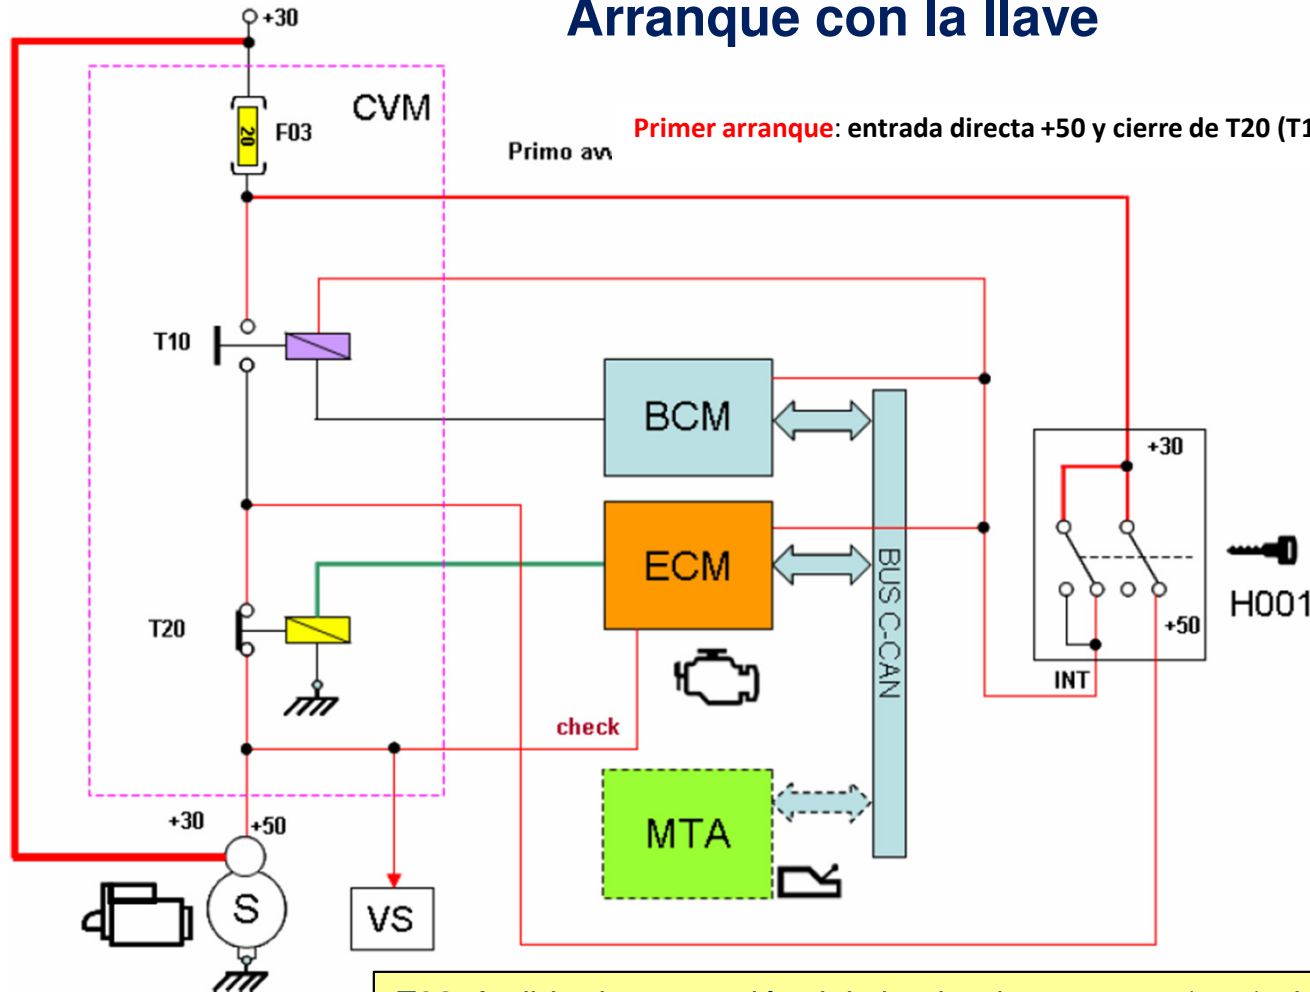 Arranque con la llave
+30
CVM
20
F03
Primer arranque: entrada directa +50 y cierre de T20 (T1
Primo
T10
BCM
+30
ECM
BUS C-CAN
H001
T20
+50
INT
check
+30
+50
MTA
S
VS